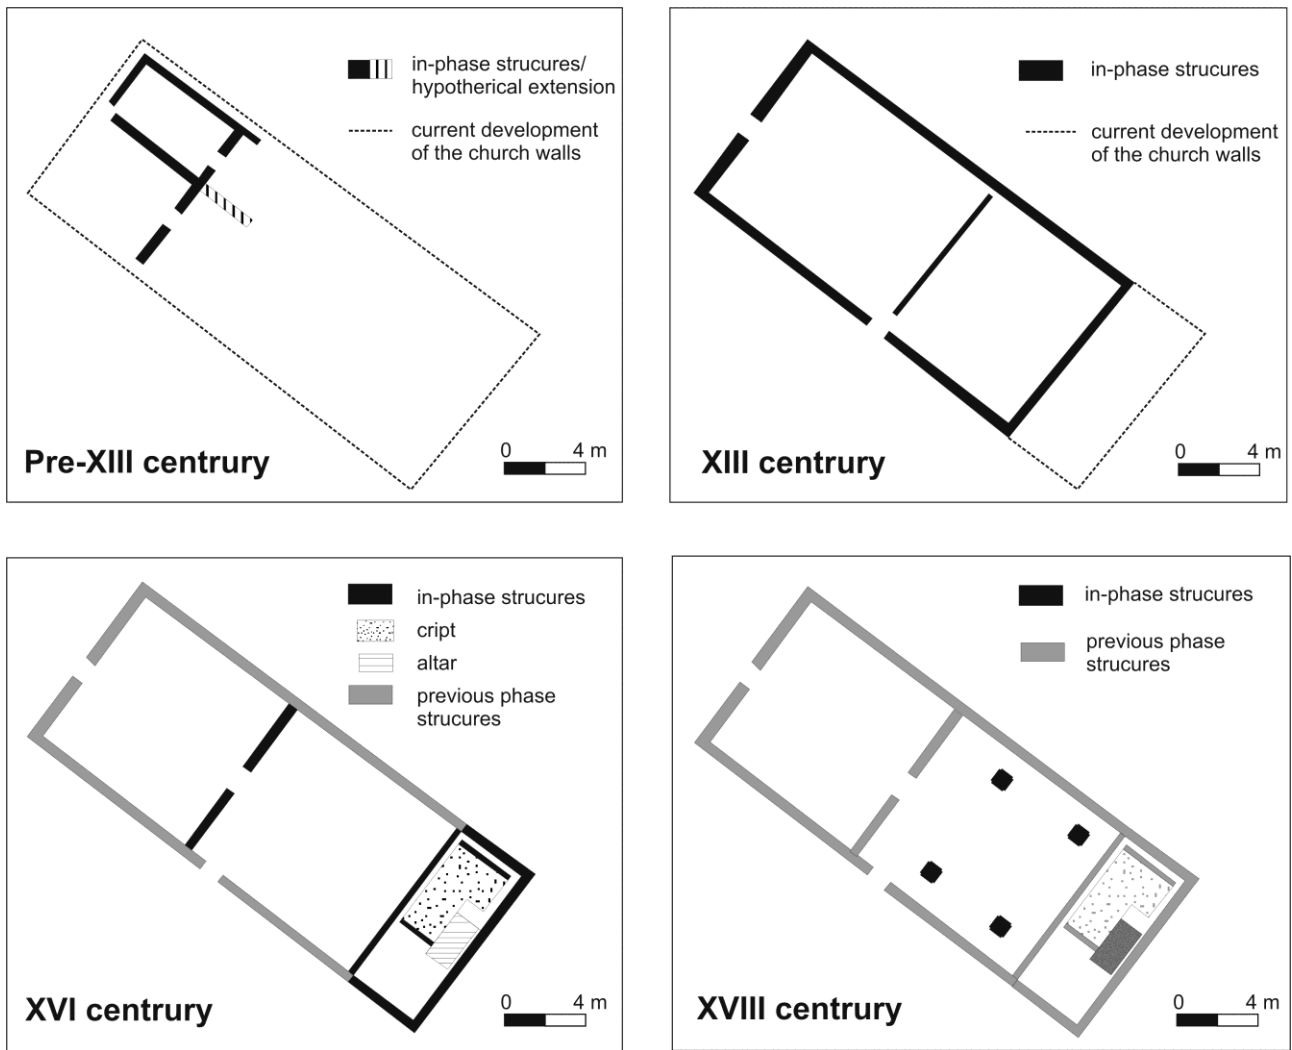 in-phase strucures/
hypotherical extension
current development
of the church walls
Pre-XIII centrury
0 4 m
in-phase strucures
current development
of the church walls
XIII centrury
0 4 m
in-phase strucures
cript
altar
previous phase
strucures
XVI centrury
0 4 m
in-phase strucures
previous phase
strucures
XVIII centrury
0 4 m